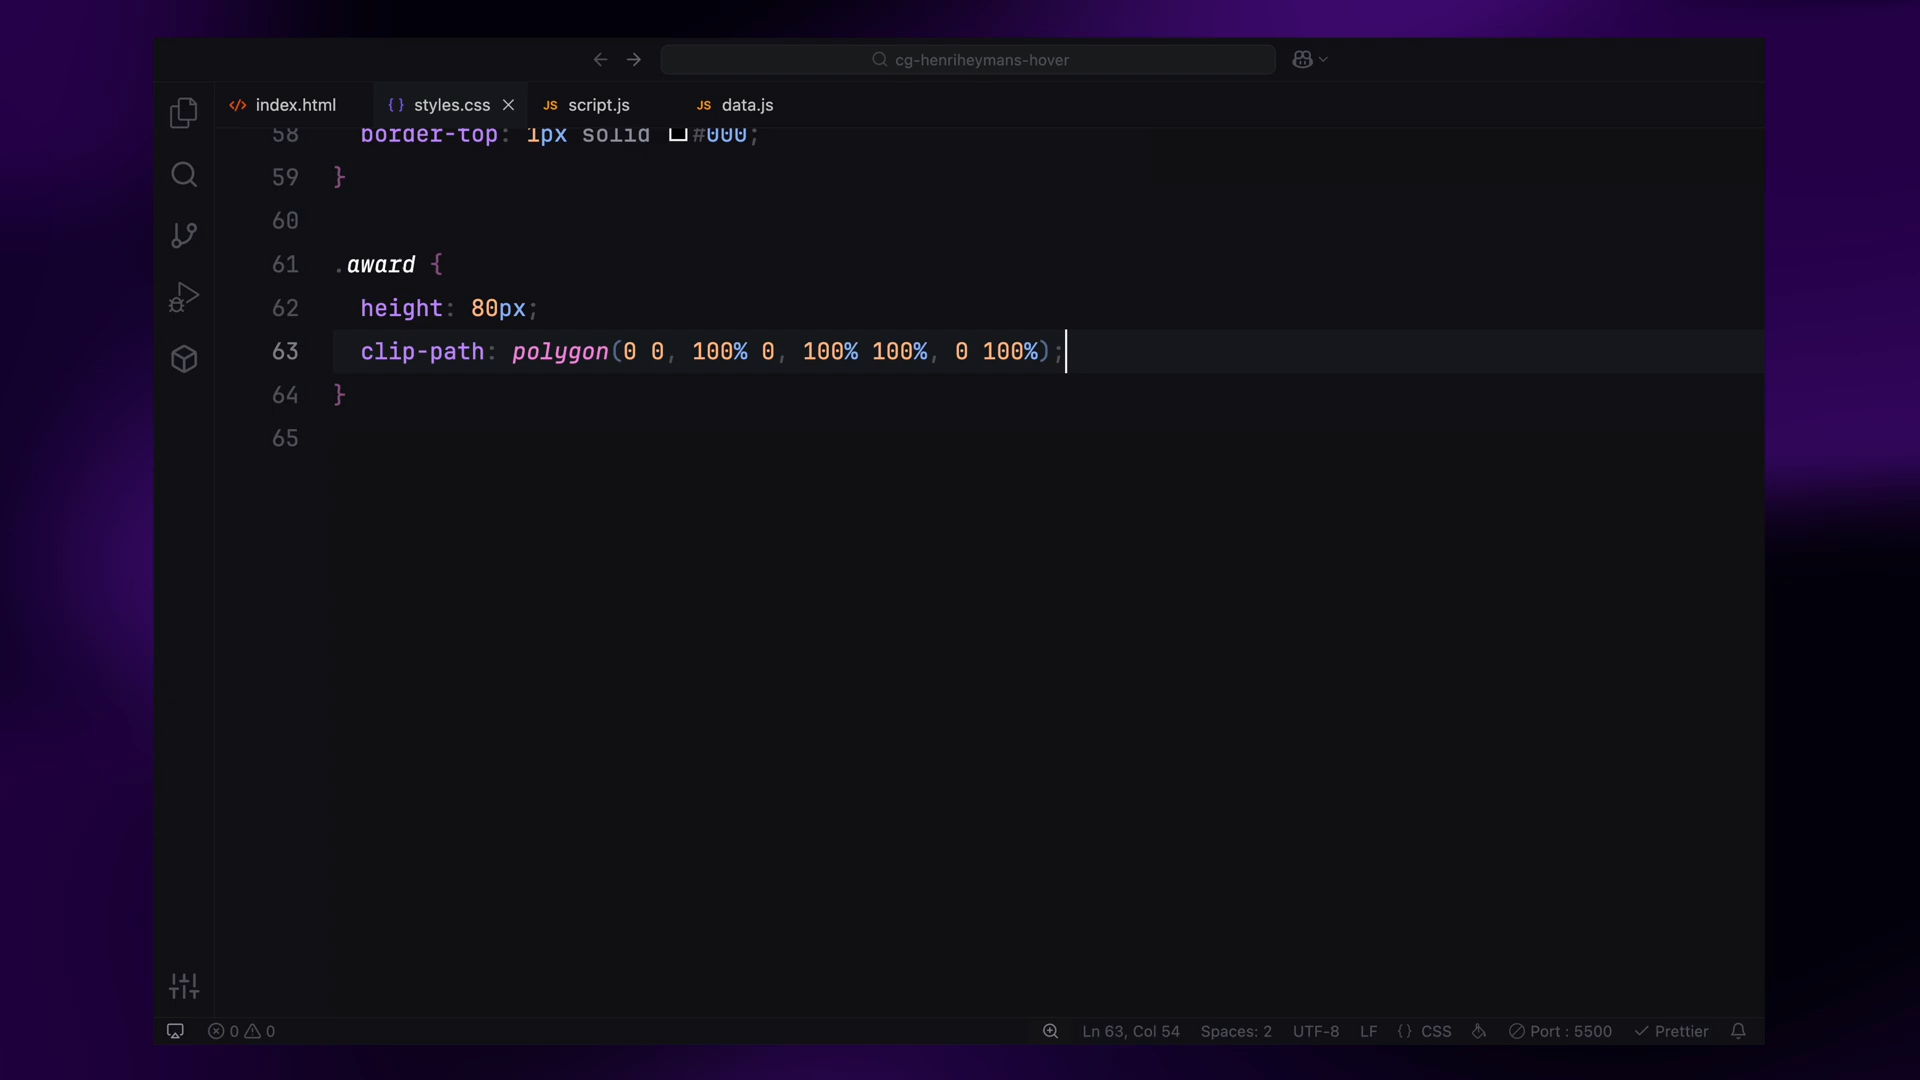 cg-henriheymans-hover
</> index.html
{ } styles.css
JS script.js
JS data.js
58 border-top: 1px solid #000;
59 }
60
61 .award {
62 height: 80px;
63 clip-path: polygon(0 0, 100% 0, 100% 100%, 0 100%);
64 }
65
0 0 Ln 63, Col 54 Spaces: 2 UTF-8 LF { } CSS Port : 5500 Prettier